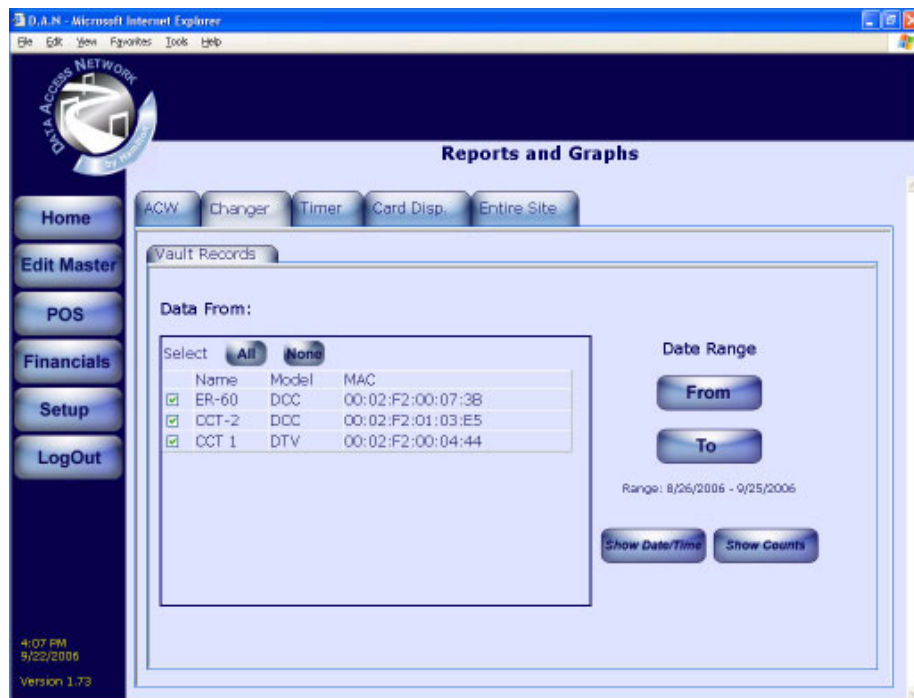 D.A.N - Microsoft Internet Explorer
File Edit View Favorites Tools Help
DATA ACCESS NETWORK
by Hamilton
Reports and Graphs
Home
Edit Master
POS
Financials
Setup
LogOut
4:07 PM
9/22/2006
Version 1.73
ACW Changer Timer Card Disp. Entire Site
Vault Records
Data From:
Select All None
Name Model MAC
ER-60 DCC 00:02:F2:00:07:3B
CCT-2 DCC 00:02:F2:01:03:E5
CCT 1 DTV 00:02:F2:00:04:44
Date Range
From
To
Range: 8/26/2006 - 9/25/2006
Show Date/Time Show Counts